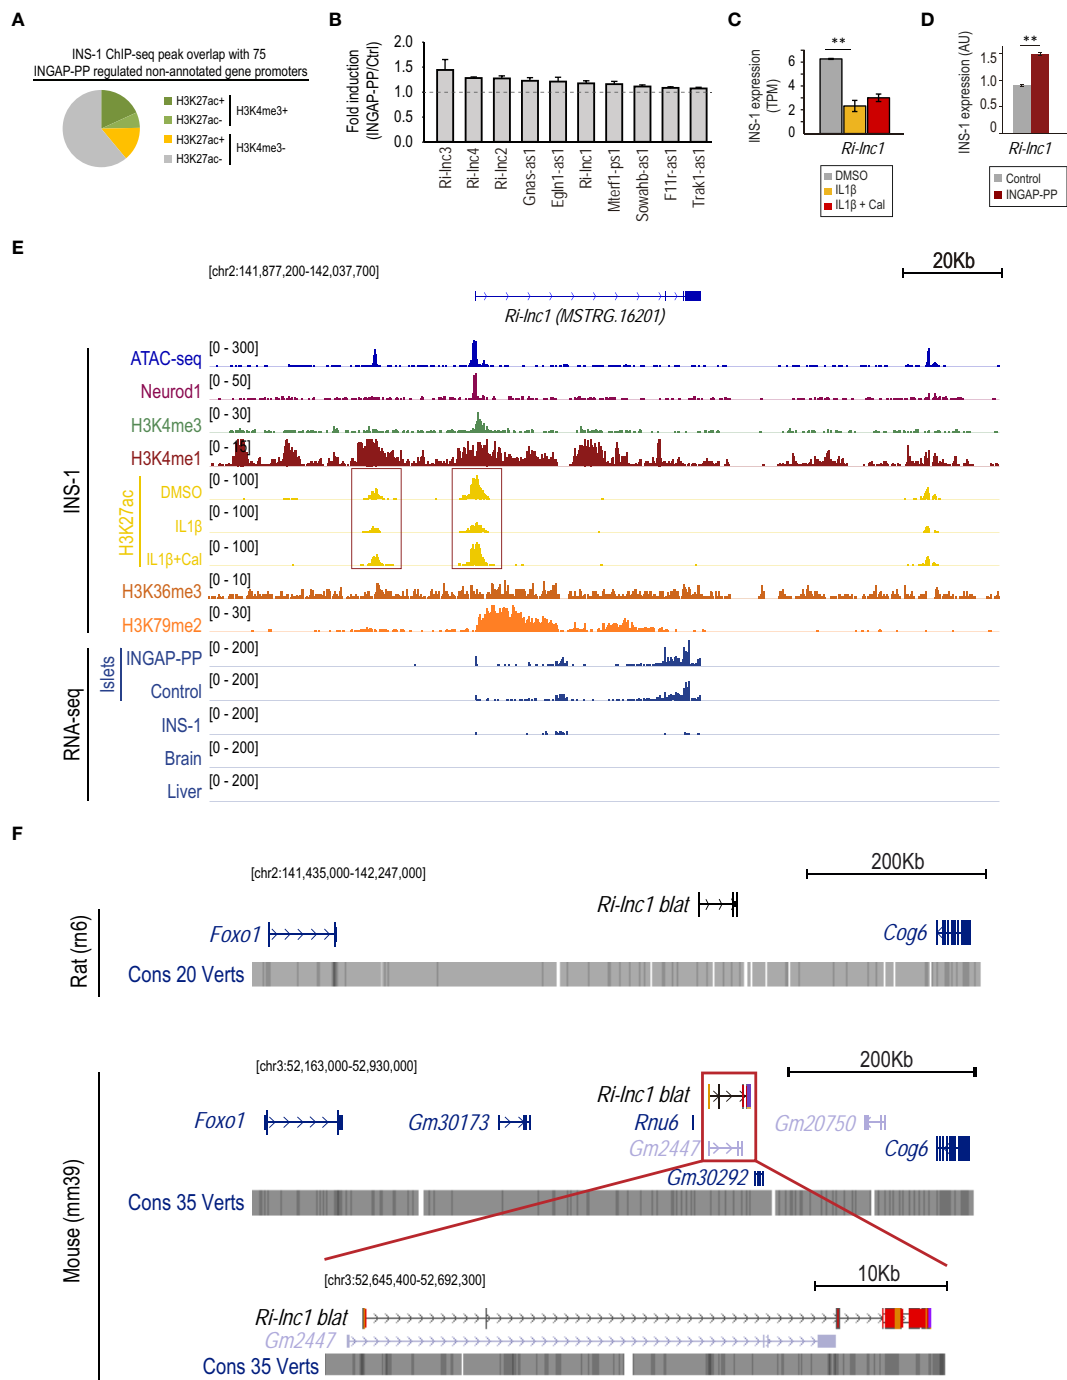 A
INS-1 ChIP-seq peak overlap with 75
INGAP-PP regulated non-annotated gene promoters
H3K27ac+
H3K27ac-
H3K4me3+
H3K27ac+
H3K27ac-
H3K4me3-
B
Fold induction
(INGAP-PP/Ctrl)
2.0
1.5
1.0
0.5
0.0
Ri-lnc3
Ri-lnc4
Ri-lnc2
Gnas-as1
Egln1-as1
Ri-lnc1
Mterf1-ps1
Sowahb-as1
F11r-as1
Trak1-as1
C
INS-1 expression
(TPM)
6
4
2
0
**
Ri-lnc1
DMSO
IL1β
IL1β + Cal
D
INS-1 expression (AU)
1.5
1.0
0.5
0
**
Ri-lnc1
Control
INGAP-PP
E
[chr2:141,877,200-142,037,700]
20Kb
Ri-lnc1 (MSTRG.16201)
INS-1
ATAC-seq
[0 - 300]
Neurod1
[0 - 50]
H3K4me3
[0 - 30]
H3K4me1
[0 - 15]
H3K27ac
DMSO
[0 - 100]
IL1β
[0 - 100]
IL1β+Cal
[0 - 100]
H3K36me3
[0 - 10]
H3K79me2
[0 - 30]
RNA-seq
Islets
INGAP-PP
[0 - 200]
Control
[0 - 200]
INS-1
[0 - 200]
Brain
[0 - 200]
Liver
[0 - 200]
F
Rat (rn6)
[chr2:141,435,000-142,247,000]
200Kb
Ri-lnc1 blat
Foxo1
Cog6
Cons 20 Verts
Mouse (mm39)
[chr3:52,163,000-52,930,000]
200Kb
Ri-lnc1 blat
Foxo1
Gm30173
Rnu6
Gm20750
Gm2447
Cog6
Gm30292
Cons 35 Verts
[chr3:52,645,400-52,692,300]
10Kb
Ri-lnc1 blat
Gm2447
Cons 35 Verts